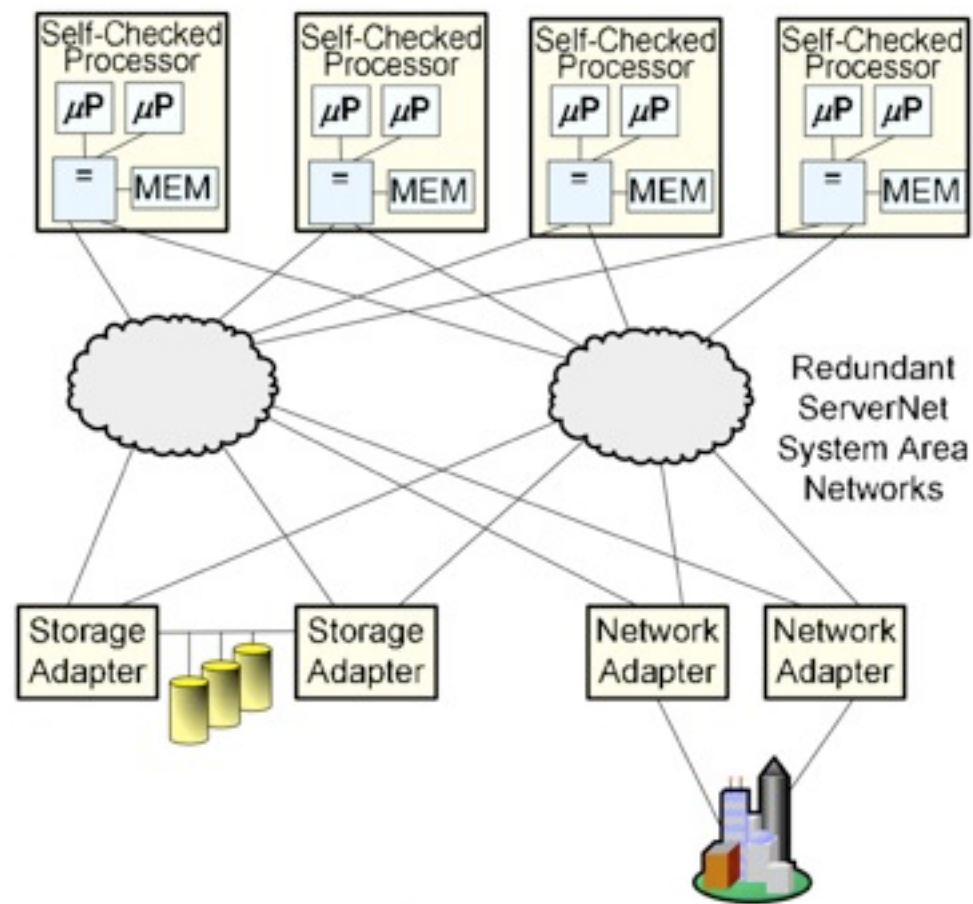 Self-Checked
Processor
μP μP
=
MEM
Self-Checked
Processor
μP μP
=
MEM
Self-Checked
Processor
μP μP
=
MEM
Self-Checked
Processor
μP μP
=
MEM
Redundant
ServerNet
System Area
Networks
Storage
Adapter
Storage
Adapter
Network
Adapter
Network
Adapter